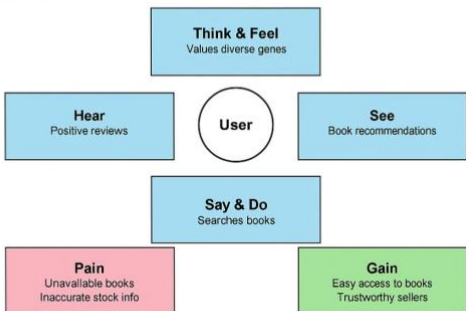 Think & Feel
Values diverse genes
Hear
Positive reviews
User
See
Book recommendations
Say & Do
Searches books
Pain
Unavallable books
Inaccurate stock info
Gain
Easy access to books
Trustworthy sellers